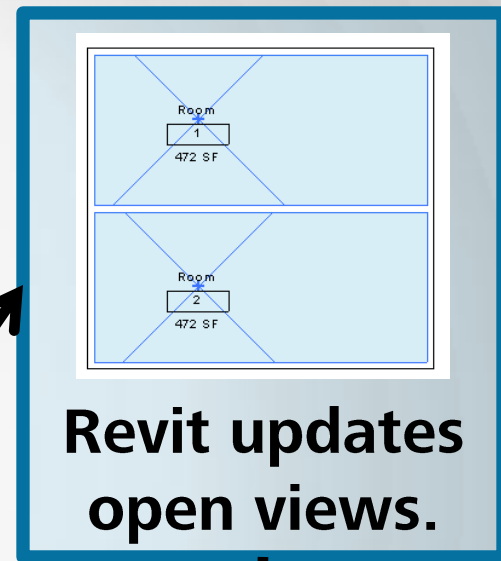 Room
1
472 SF
Room
2
472 SF
Revit updates
open views.